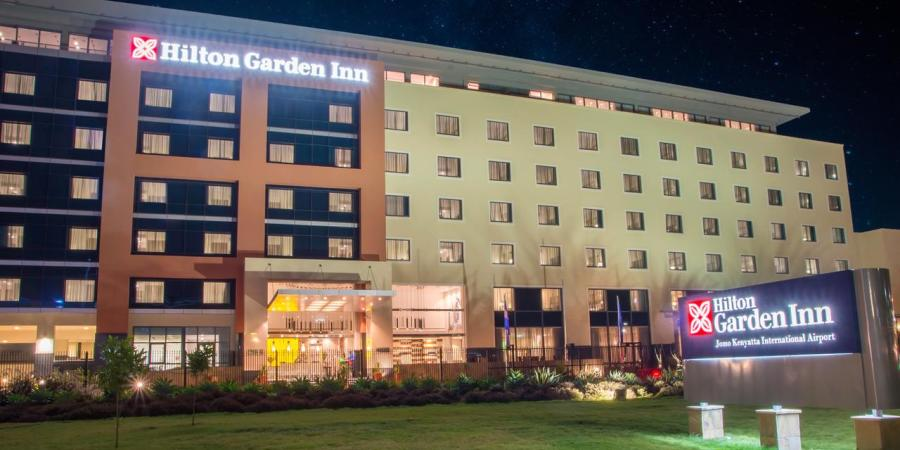 Hilton Garden Inn
Hilton
Garden Inn
Jomo Kenyatta International Airport